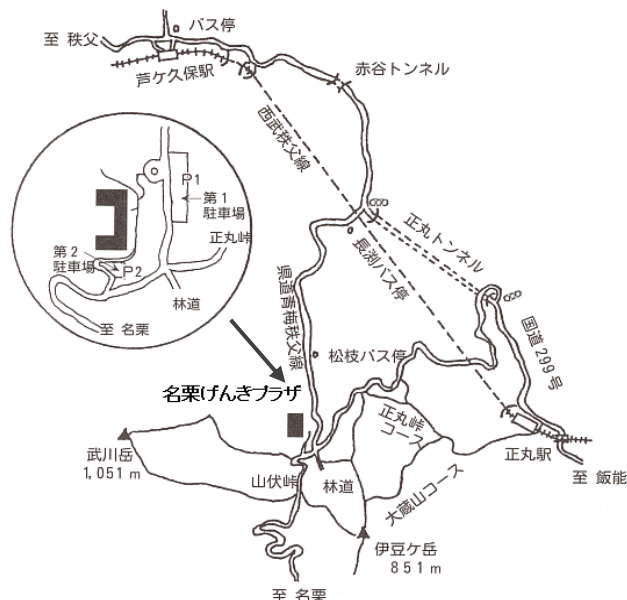 バス停
至 秩父
芦ケ久保駅
赤谷トンネル
西武秩父線
P1
第1
駐車場
正丸峠
第2
駐車場
P2
林道
至 名栗
正丸トンネル
長渕バス停
県道青梅秩父線
国道299号
松枝バス停
名栗げんきプラザ
正丸峠
コース
武川岳
1,051m
正丸駅
至 飯能
山伏峠
林道
大蔵山コース
伊豆ケ岳
851m
至 名栗